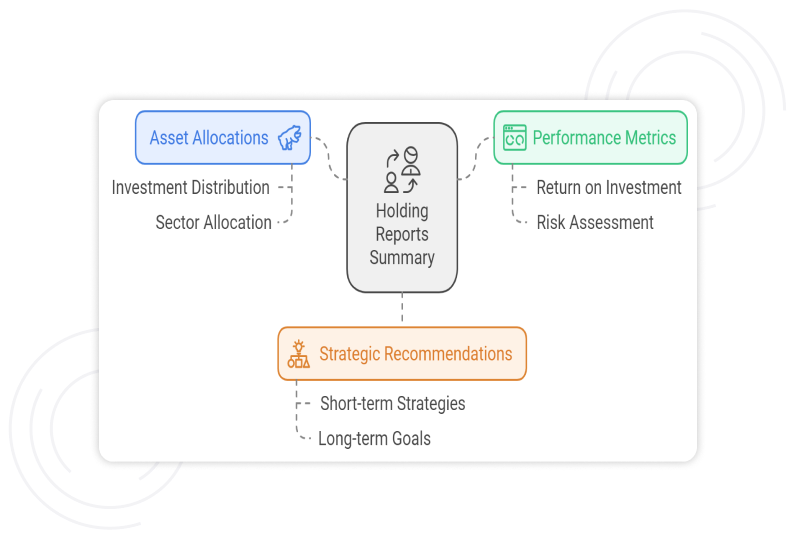 Asset Allocations
Investment Distribution
Sector Allocation
Holding
Reports
Summary
Performance Metrics
Return on Investment
Risk Assessment
Strategic Recommendations
Short-term Strategies
Long-term Goals